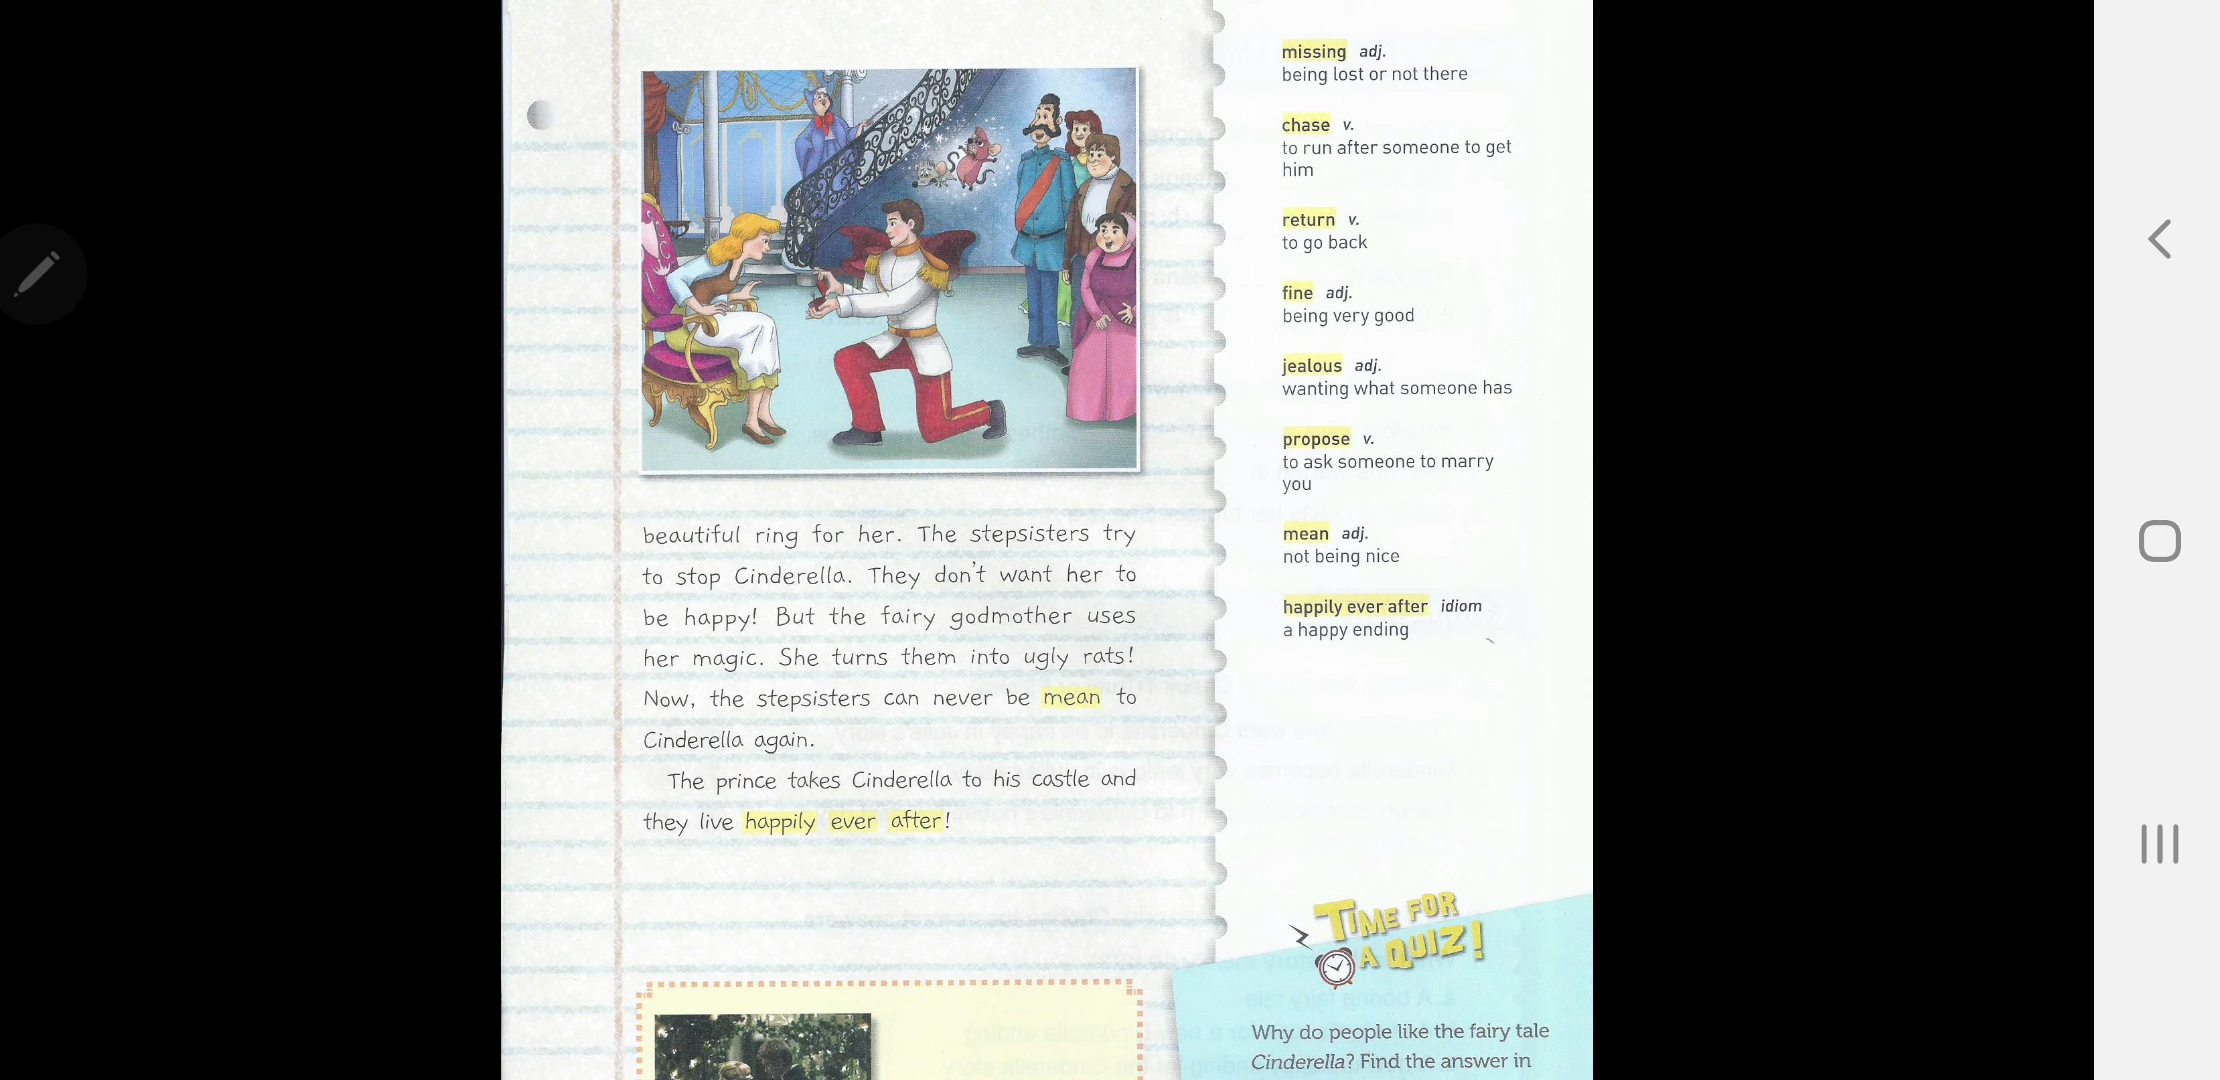 beautiful ring for her. The stepsisters try
to stop Cinderella. They don't want her to
be happy! But the fairy godmother uses
her magic. She turns them into ugly rats!
Now, the stepsisters can never be mean to
Cinderella again.
The prince takes Cinderella to his castle and
they live happily ever after!
missing adj.
being lost or not there
chase v.
to run after someone to get
him
return v.
to go back
fine adj.
being very good
jealous adj.
wanting what someone has
propose v.
to ask someone to marry
you
mean adj.
not being nice
happily ever after idiom
a happy ending
TIME FOR
A QUIZ!
Why do people like the fairy tale
Cinderella? Find the answer in